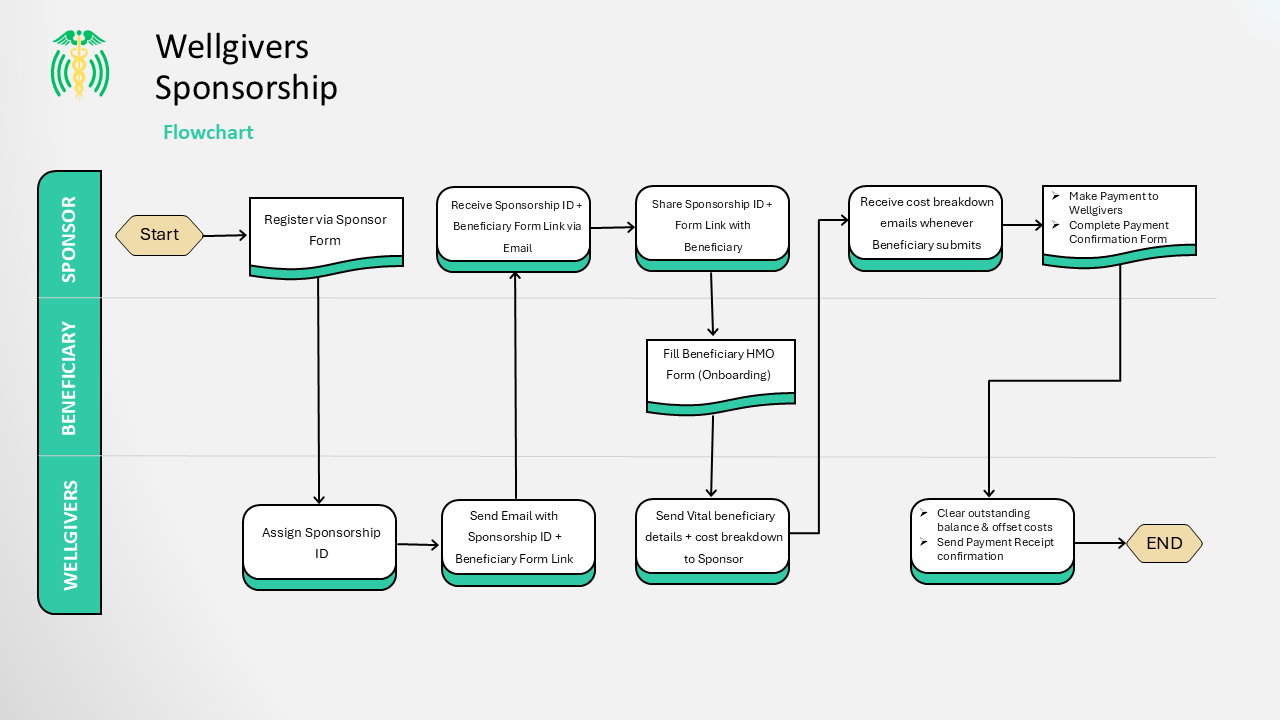 Wellgivers
Sponsorship
Flowchart
SPONSOR
Start
Register via Sponsor
Form
Receive Sponsorship ID +
Beneficiary Form Link via
Email
Share Sponsorship ID +
Form Link with
Beneficiary
Receive cost breakdown
emails whenever
Beneficiary submits
➢ Make Payment to
Wellgivers
➢ Complete Payment
Confirmation Form
BENEFICIARY
Fill Beneficiary HMO
Form (Onboarding)
WELLGIVERS
Assign Sponsorship
ID
Send Email with
Sponsorship ID +
Beneficiary Form Link
Send Vital beneficiary
details + cost breakdown
to Sponsor
➢ Clear outstanding
balance & offset costs
➢ Send Payment Receipt
confirmation
END